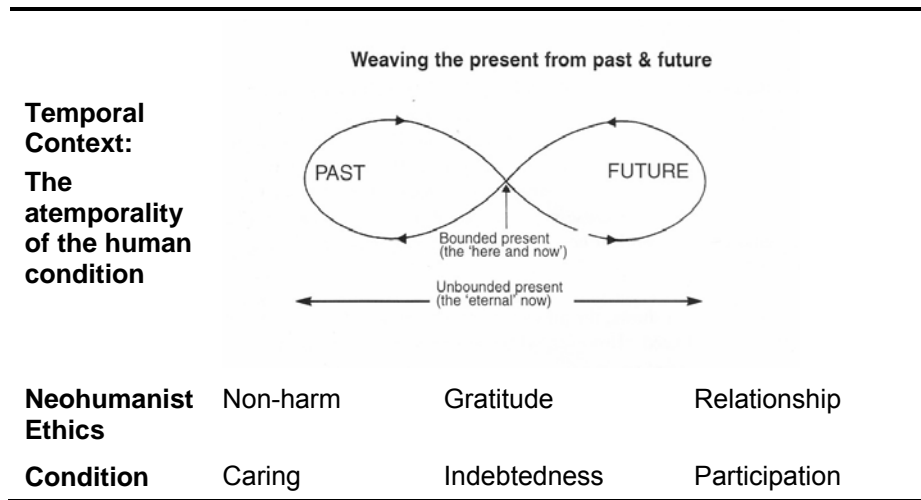 Weaving the present from past & future
Temporal
Context:
The
atemporality
of the human
condition
PAST
FUTURE
Bounded present
(the ‘here and now’)
Unbounded present
(the ‘eternal’ now)
Neohumanist Non-harm Gratitude Relationship
Ethics
Condition Caring Indebtedness Participation